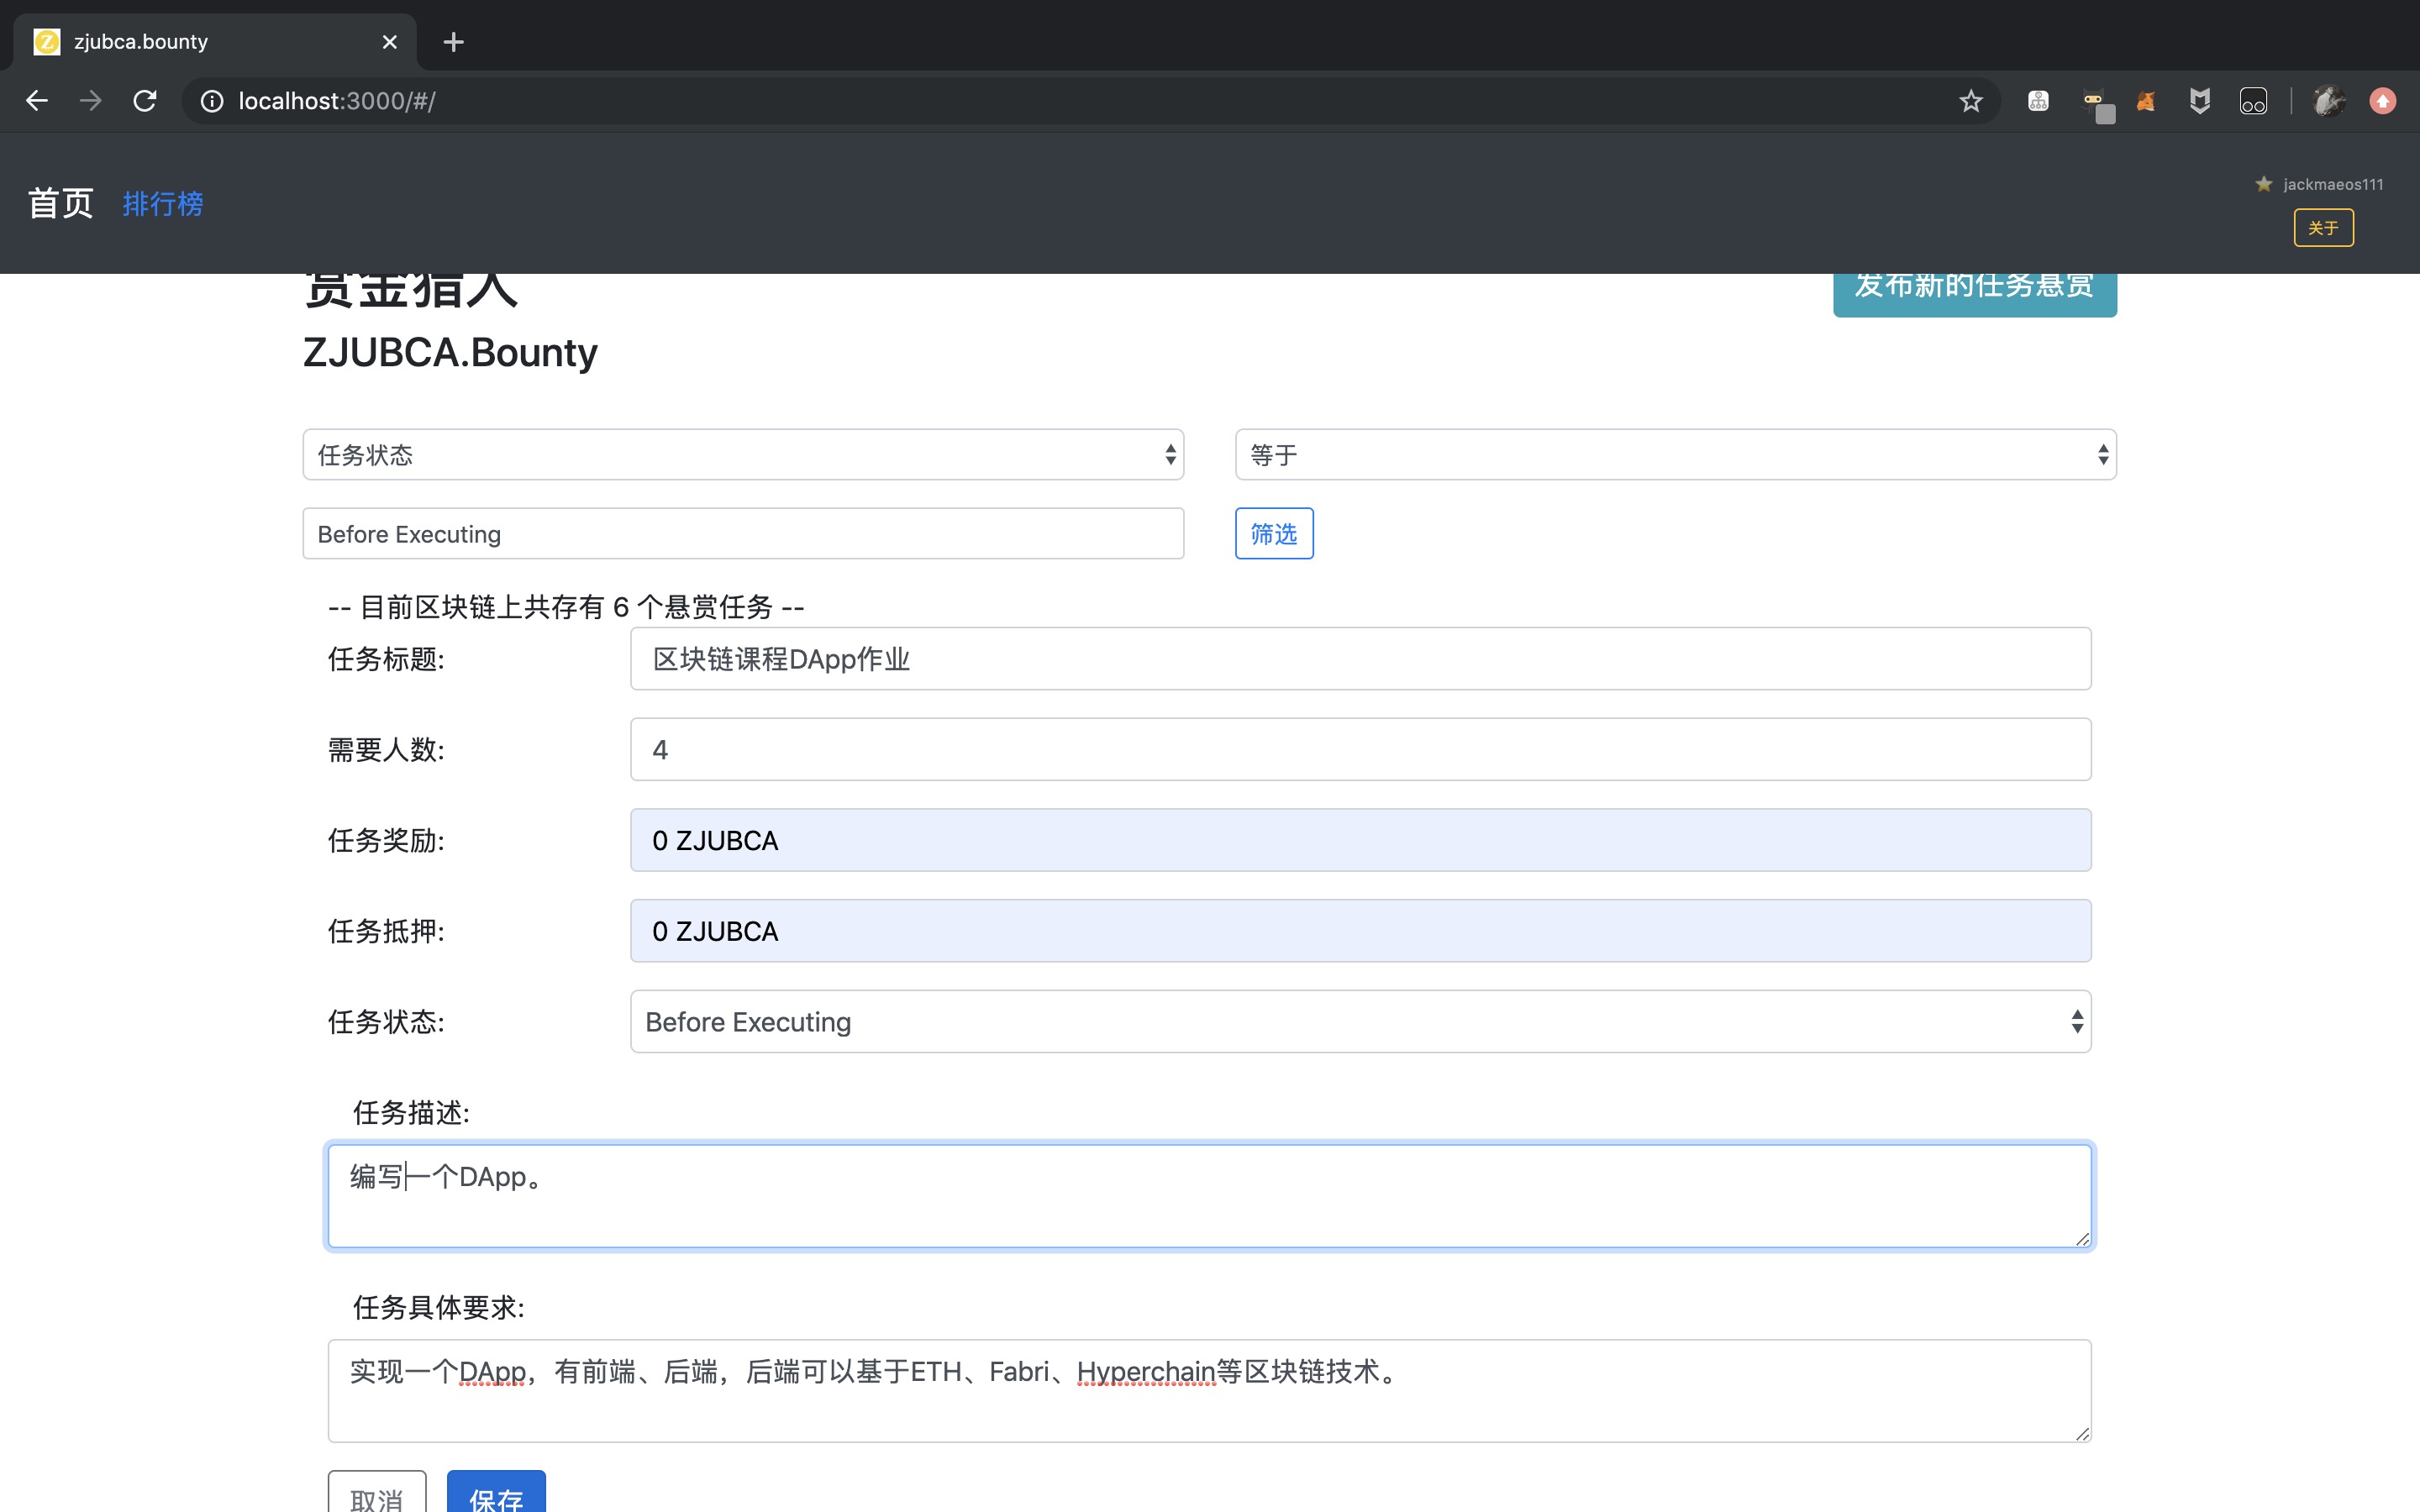 zjubca.bounty
localhost:3000/#/
首页 排行榜
jackmaeos111
关于
赏金猎人
发布新的任务悬赏
ZJUBCA.Bounty
任务状态
等于
Before Executing
筛选
-- 目前区块链上共存有 6 个悬赏任务 --
任务标题: 区块链课程DApp作业
需要人数: 4
任务奖励: 0 ZJUBCA
任务抵押: 0 ZJUBCA
任务状态: Before Executing
任务描述:
编写一个DApp。
任务具体要求:
实现一个DApp，有前端、后端，后端可以基于ETH、Fabri、Hyperchain等区块链技术。
取消 保存